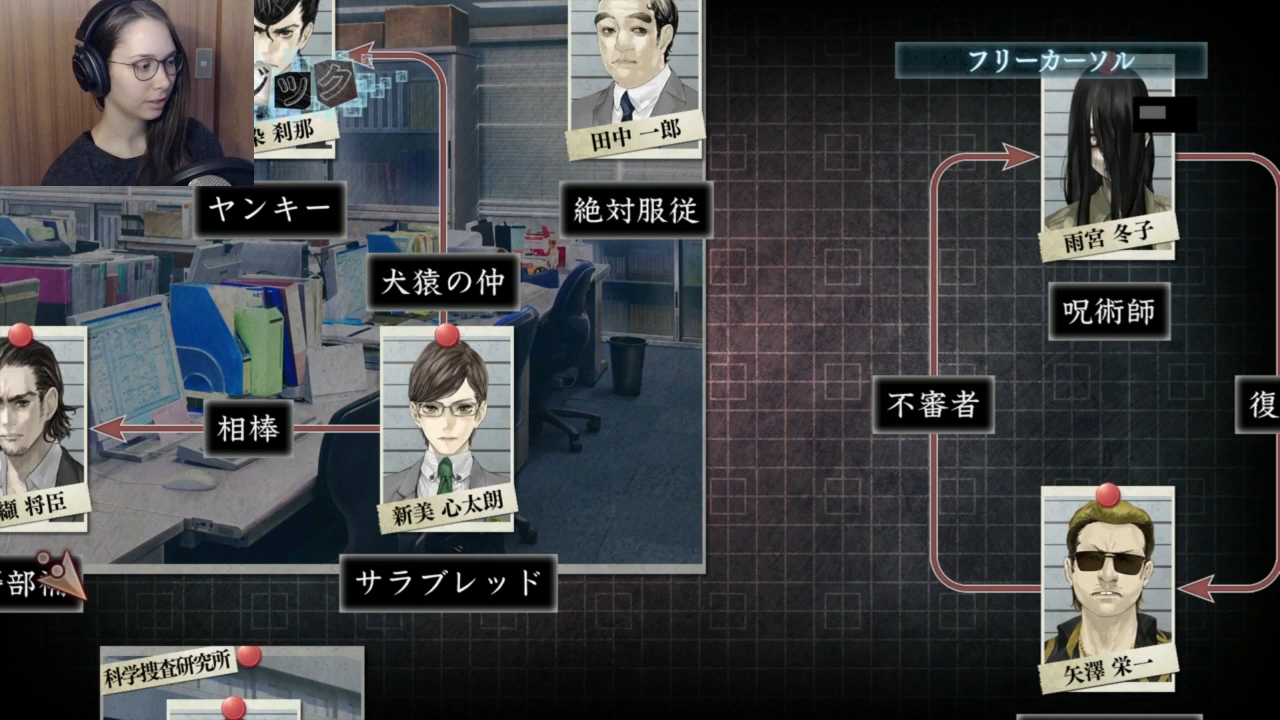 フリーカーソル
ック
刹那
田中 一郎
ヤンキー
絶対服従
雨宮 冬子
犬猿の仲
呪術師
不審者
復
相棒
将臣
新美 心太朗
サラブレッド
部補
科学捜査研究所
矢澤 栄一